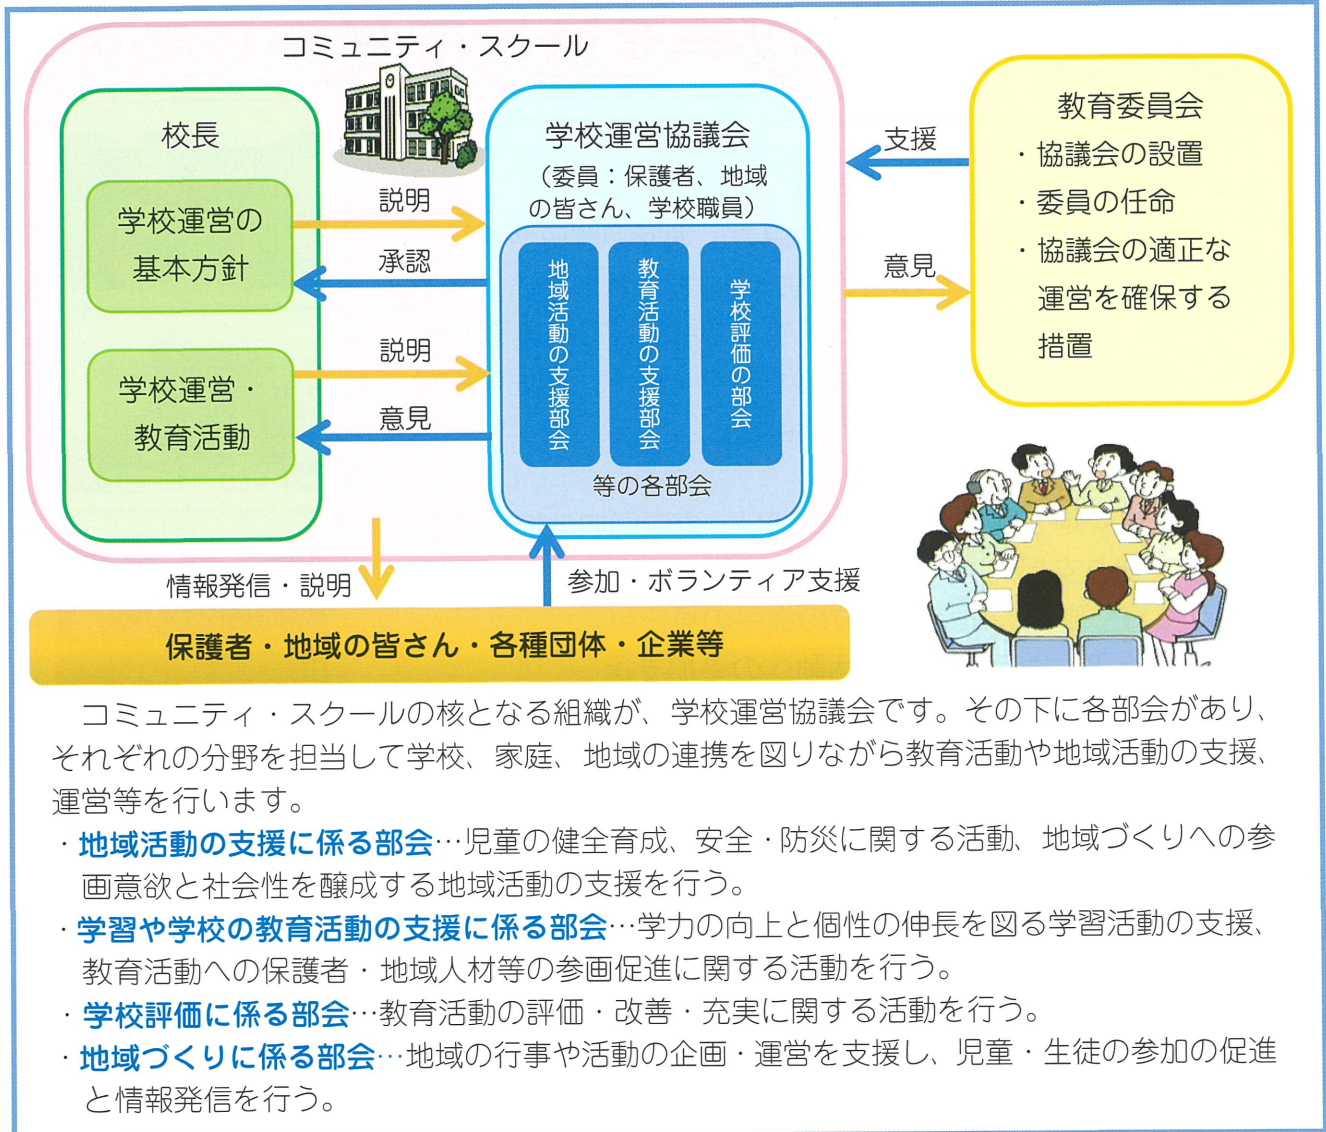 コミュニティ・スクール
校長
学校運営の
基本方針
学校運営・
教育活動
説明
承認
説明
意見
学校運営協議会
（委員：保護者、地域
の皆さん、学校職員）
地域活動の支援部会
教育活動の支援部会
学校評価の部会
等の各部会
支援
意見
教育委員会
・協議会の設置
・委員の任命
・協議会の適正な
運営を確保する
措置
情報発信・説明
参加・ボランティア支援
保護者・地域の皆さん・各種団体・企業等
コミュニティ・スクールの核となる組織が、学校運営協議会です。その下に各部会があり、
それぞれの分野を担当して学校、家庭、地域の連携を図りながら教育活動や地域活動の支援、
運営等を行います。
・地域活動の支援に係る部会…児童の健全育成、安全・防災に関する活動、地域づくりへの参
画意欲と社会性を醸成する地域活動の支援を行う。
・学習や学校の教育活動の支援に係る部会…学力の向上と個性の伸長を図る学習活動の支援、
教育活動への保護者・地域人材等の参画促進に関する活動を行う。
・学校評価に係る部会…教育活動の評価・改善・充実に関する活動を行う。
・地域づくりに係る部会…地域の行事や活動の企画・運営を支援し、児童・生徒の参加の促進
と情報発信を行う。